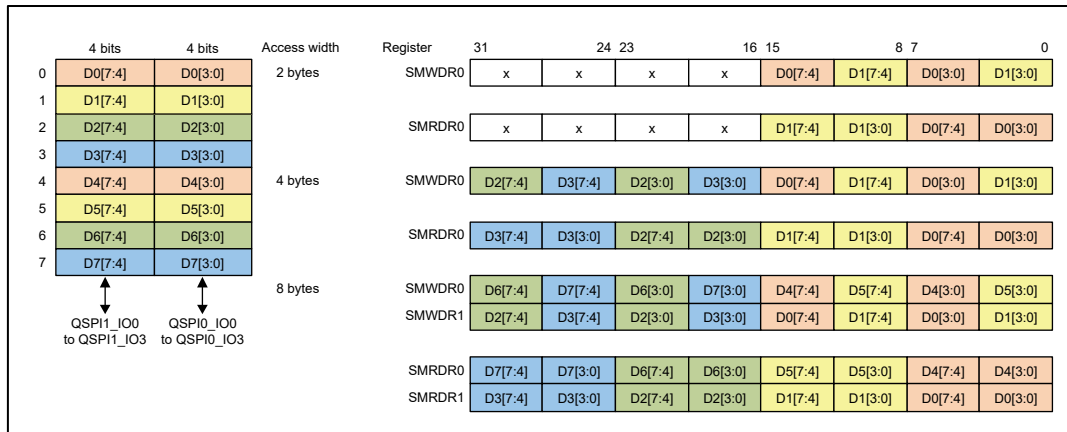 4 bits 4 bits Access width Register 31 24 23 16 15 8 7 0
0 D0[7:4] D0[3:0] 2 bytes SMWDR0 x x x x D0[7:4] D1[7:4] D0[3:0] D1[3:0]
1 D1[7:4] D1[3:0]
2 D2[7:4] D2[3:0] SMRDR0 x x x x D1[7:4] D1[3:0] D0[7:4] D0[3:0]
3 D3[7:4] D3[3:0]
4 D4[7:4] D4[3:0] 4 bytes SMWDR0 D2[7:4] D3[7:4] D2[3:0] D3[3:0] D0[7:4] D1[7:4] D0[3:0] D1[3:0]
5 D5[7:4] D5[3:0]
6 D6[7:4] D6[3:0] SMRDR0 D3[7:4] D3[3:0] D2[7:4] D2[3:0] D1[7:4] D1[3:0] D0[7:4] D0[3:0]
7 D7[7:4] D7[3:0]
8 bytes SMWDR0 D6[7:4] D7[7:4] D6[3:0] D7[3:0] D4[7:4] D5[7:4] D4[3:0] D5[3:0]
QSPI1_IO0 QSPI0_IO0 SMWDR1 D2[7:4] D3[7:4] D2[3:0] D3[3:0] D0[7:4] D1[7:4] D0[3:0] D1[3:0]
to QSPI1_IO3 to QSPI0_IO3
SMRDR0 D7[7:4] D7[3:0] D6[7:4] D6[3:0] D5[7:4] D5[3:0] D4[7:4] D4[3:0]
SMRDR1 D3[7:4] D3[3:0] D2[7:4] D2[3:0] D1[7:4] D1[3:0] D0[7:4] D0[3:0]